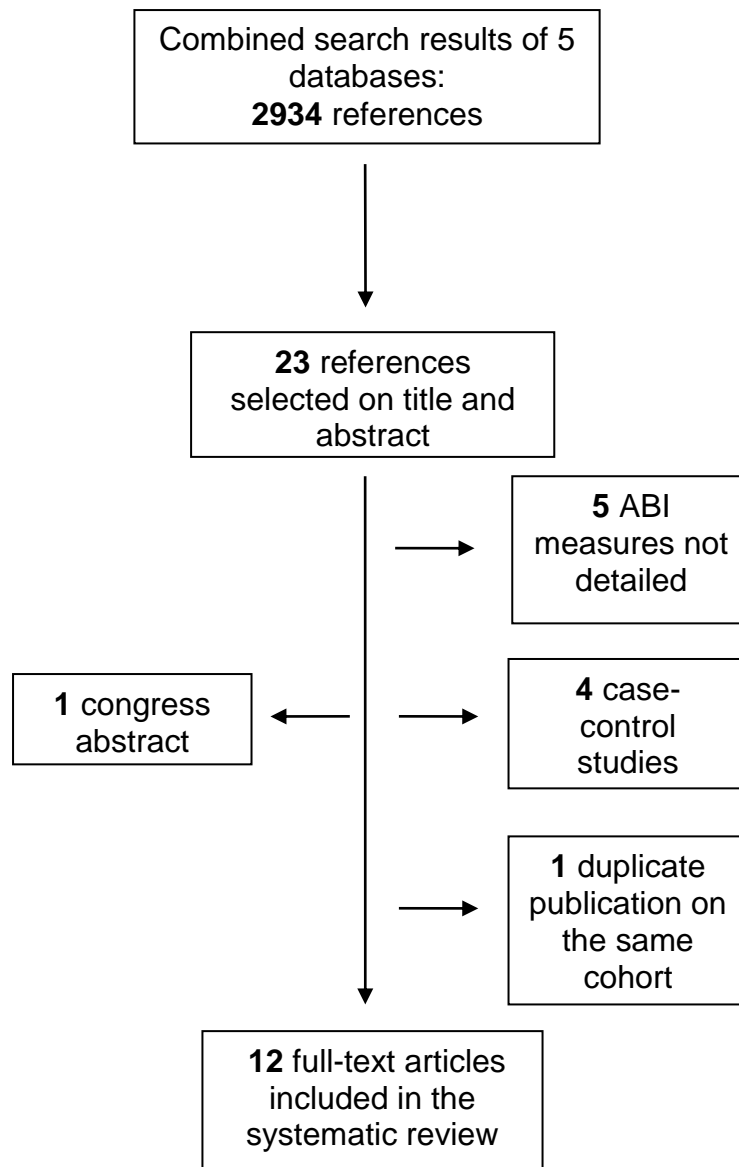 Combined search results of 5
databases:
2934 references
23 references
selected on title and
abstract
5 ABI
measures not
detailed
1 congress
abstract
4 case-
control
studies
1 duplicate
publication on
the same
cohort
12 full-text articles
included in the
systematic review